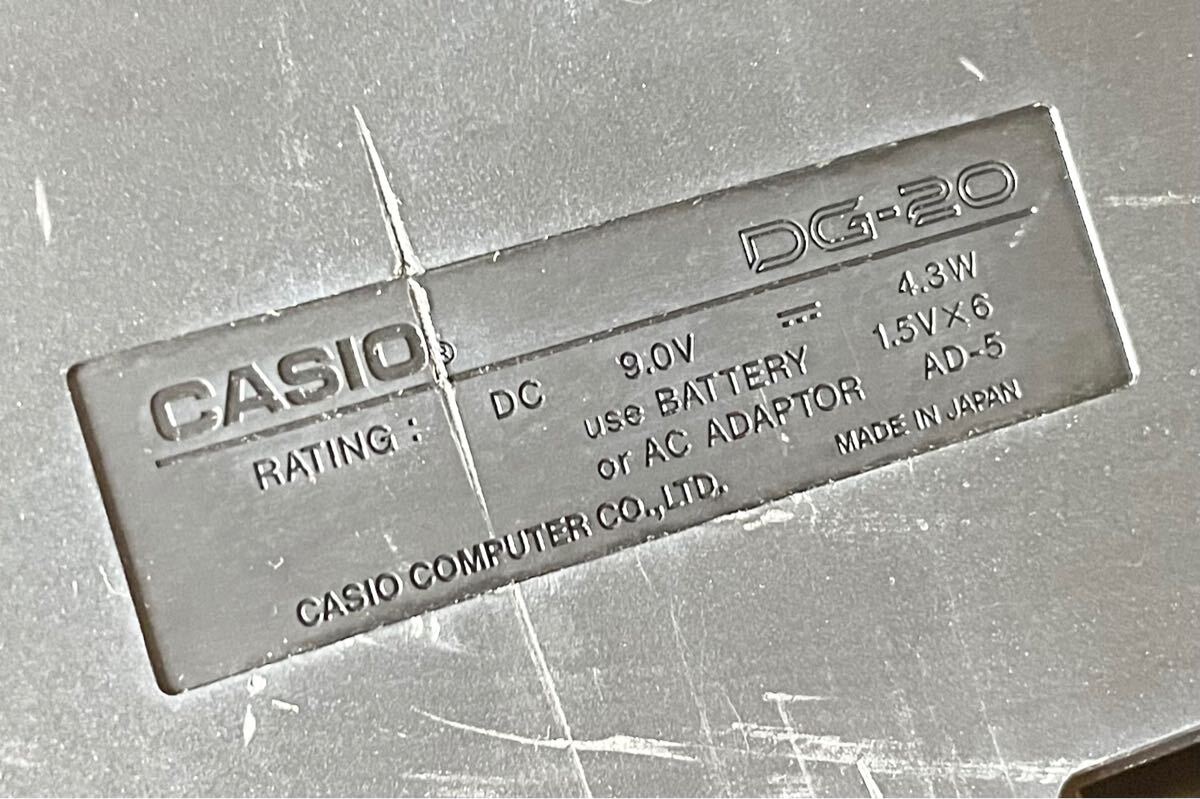 CASIO® DG-20
RATING : DC 9.0V ⎓ 4.3W
use BATTERY 1.5V×6
or AC ADAPTOR AD-5
CASIO COMPUTER CO.,LTD. MADE IN JAPAN